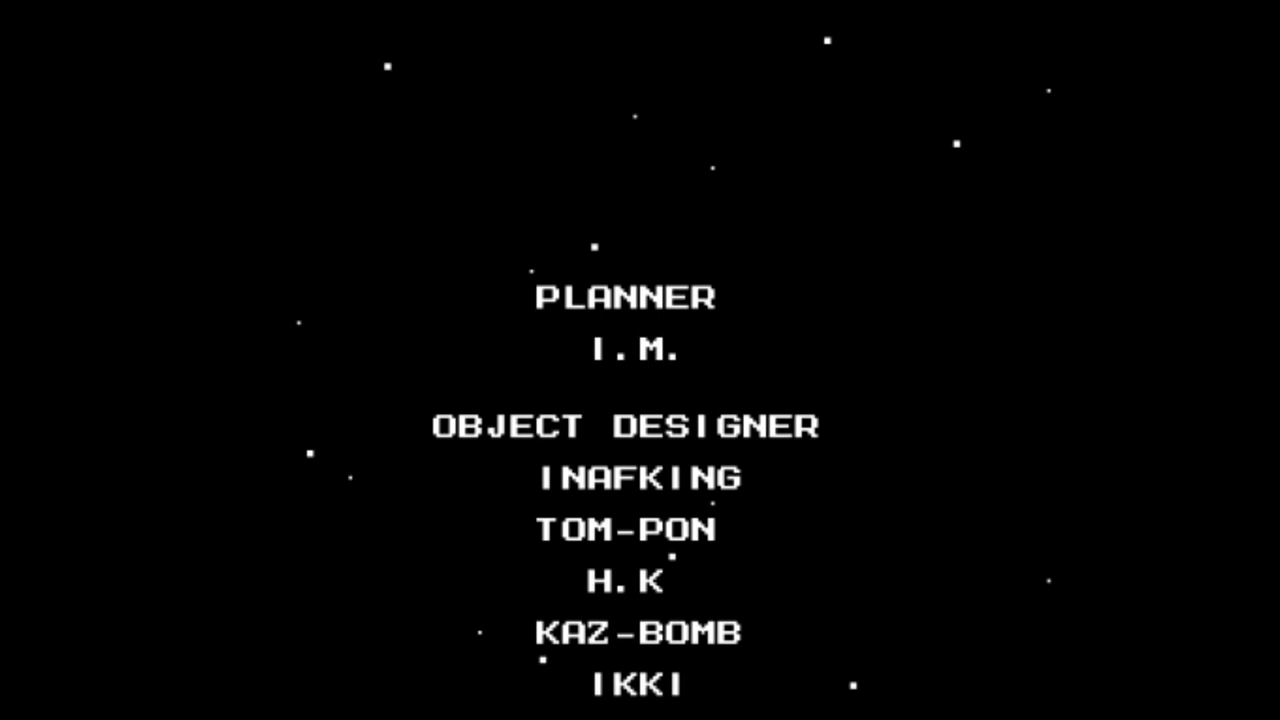 PLANNER
I.M.
OBJECT DESIGNER
INAFKING
TOM-PON
H.K
KAZ-BOMB
IKKI